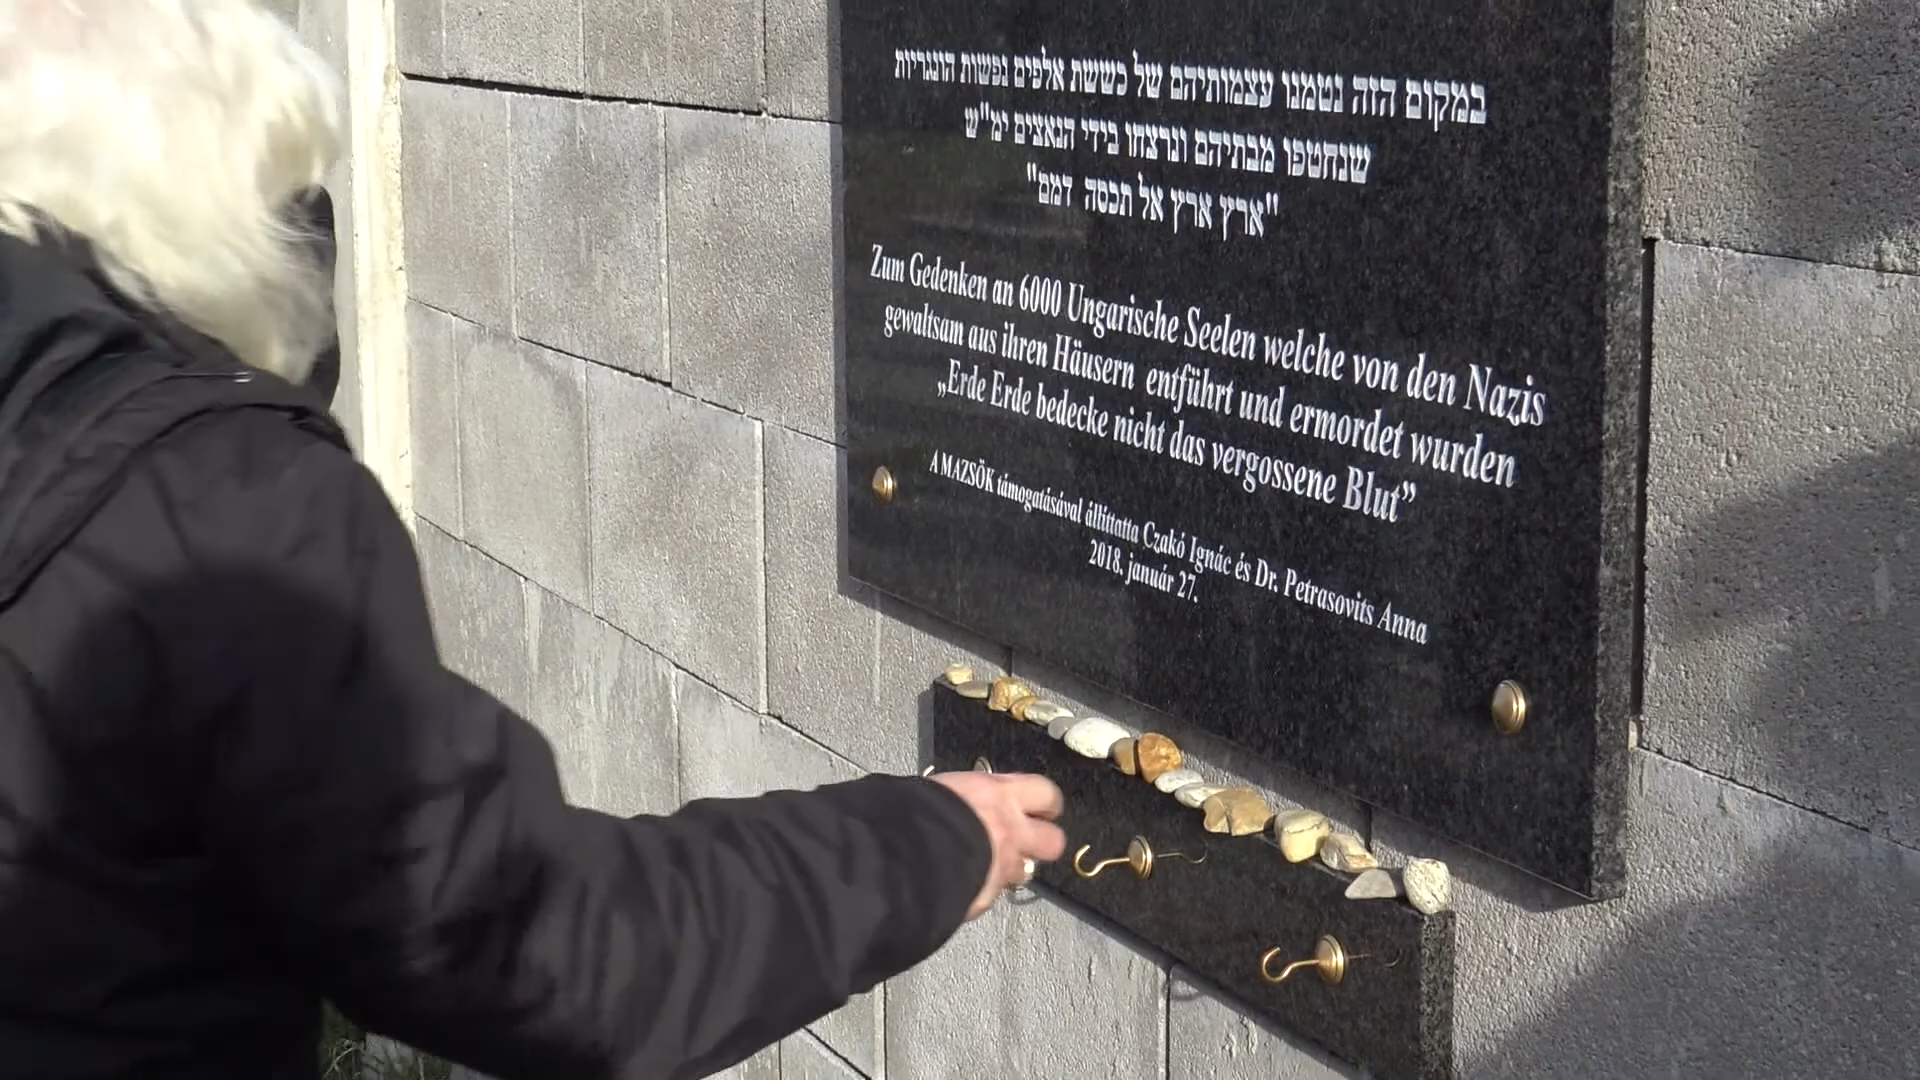 במקום הזה נטמנו עצמותיהם של כששת אלפים נפשות הונגריות
שנחטפו מבתיהם ונרצחו בידי הנאצים ימ"ש
"ארץ ארץ אל תכסה דמם"
Zum Gedenken an 6000 Ungarische Seelen welche von den Nazis
gewaltsam aus ihren Häusern entführt und ermordet wurden
„Erde Erde bedecke nicht das vergossene Blut”
A MAZSÖK támogatásával állíttatta Czakó Ignác és Dr. Petrasovits Anna
2018. január 27.